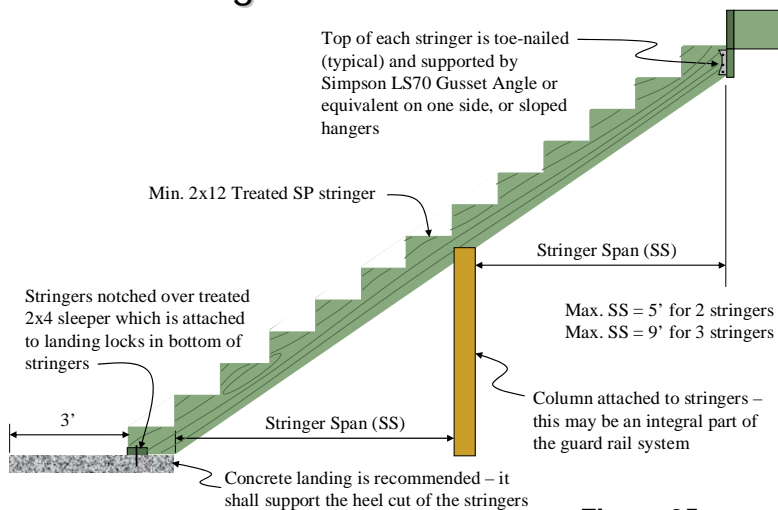 Top of each stringer is toe-nailed
(typical) and supported by
Simpson LS70 Gusset Angle or
equivalent on one side, or sloped
hangers
Min. 2x12 Treated SP stringer
Stringer Span (SS)
Max. SS = 5’ for 2 stringers
Max. SS = 9’ for 3 stringers
Stringers notched over treated
2x4 sleeper which is attached
to landing locks in bottom of
stringers
3’
Stringer Span (SS)
Column attached to stringers –
this may be an integral part of
the guard rail system
Concrete landing is recommended – it
shall support the heel cut of the stringers